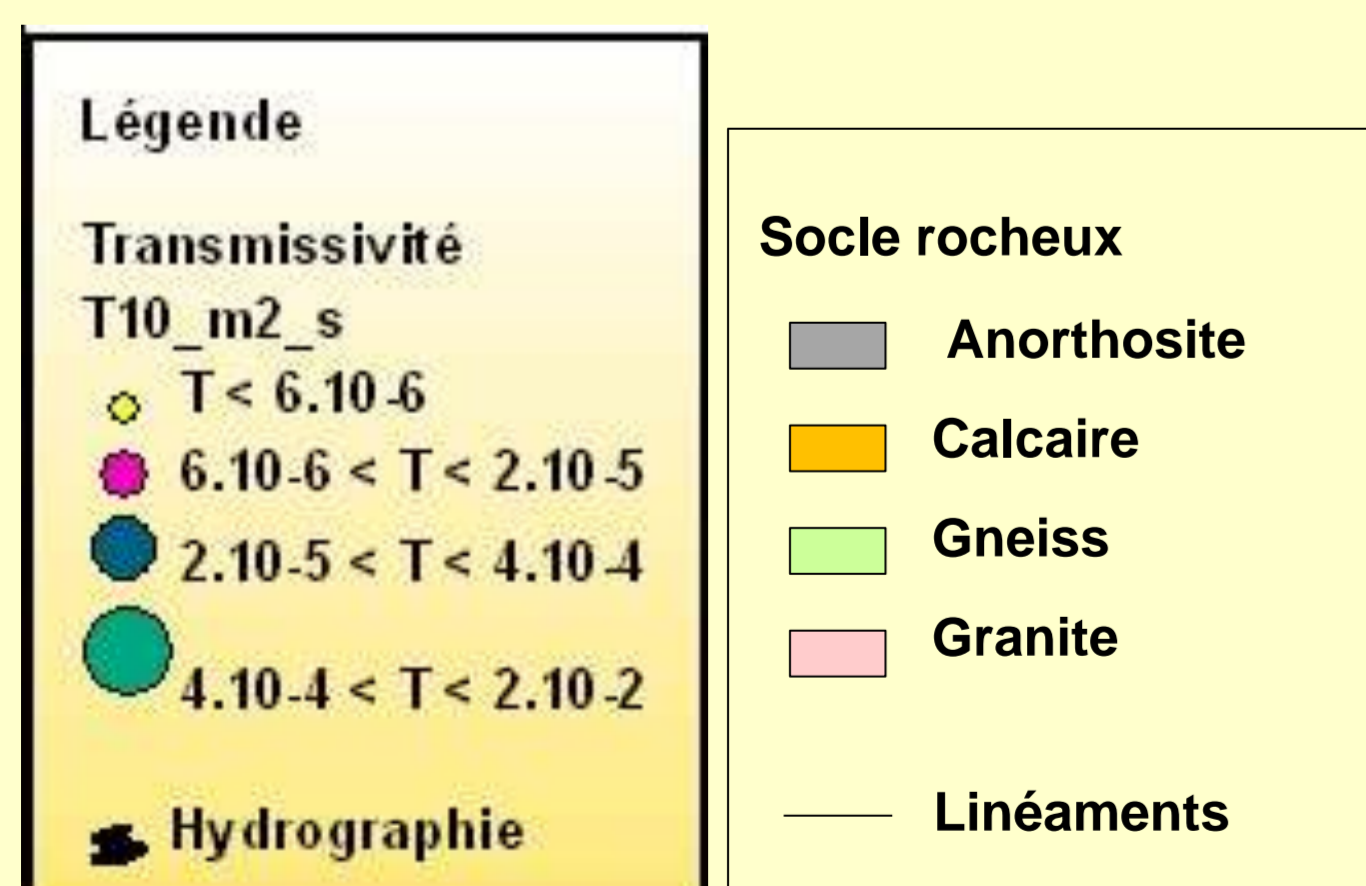 Légende
Transmissivité
T10_m2_s
T < 6.10-6
6.10-6 < T < 2.10-5
2.10-5 < T < 4.10-4
4.10-4 < T < 2.10-2
Hydrographie
Socle rocheux
Anorthosite
Calcaire
Gneiss
Granite
Linéaments